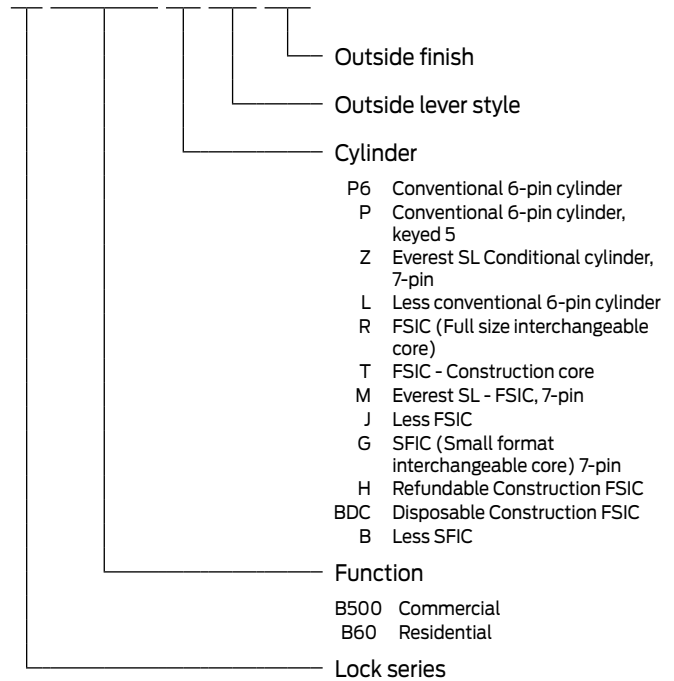 Outside finish
Outside lever style
Cylinder
P6 Conventional 6-pin cylinder
P Conventional 6-pin cylinder,
keyed 5
Z Everest SL Conditional cylinder,
7-pin
L Less conventional 6-pin cylinder
R FSIC (Full size interchangeable
core)
T FSIC - Construction core
M Everest SL - FSIC, 7-pin
J Less FSIC
G SFIC (Small format
interchangeable core) 7-pin
H Refundable Construction FSIC
BDC Disposable Construction FSIC
B Less SFIC
Function
B500 Commercial
B60 Residential
Lock series